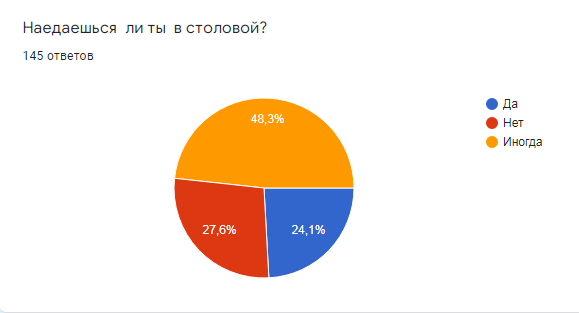 Наедаешься ли ты в столовой?
145 ответов
48,3%
27,6%
24,1%
Да
Нет
Иногда